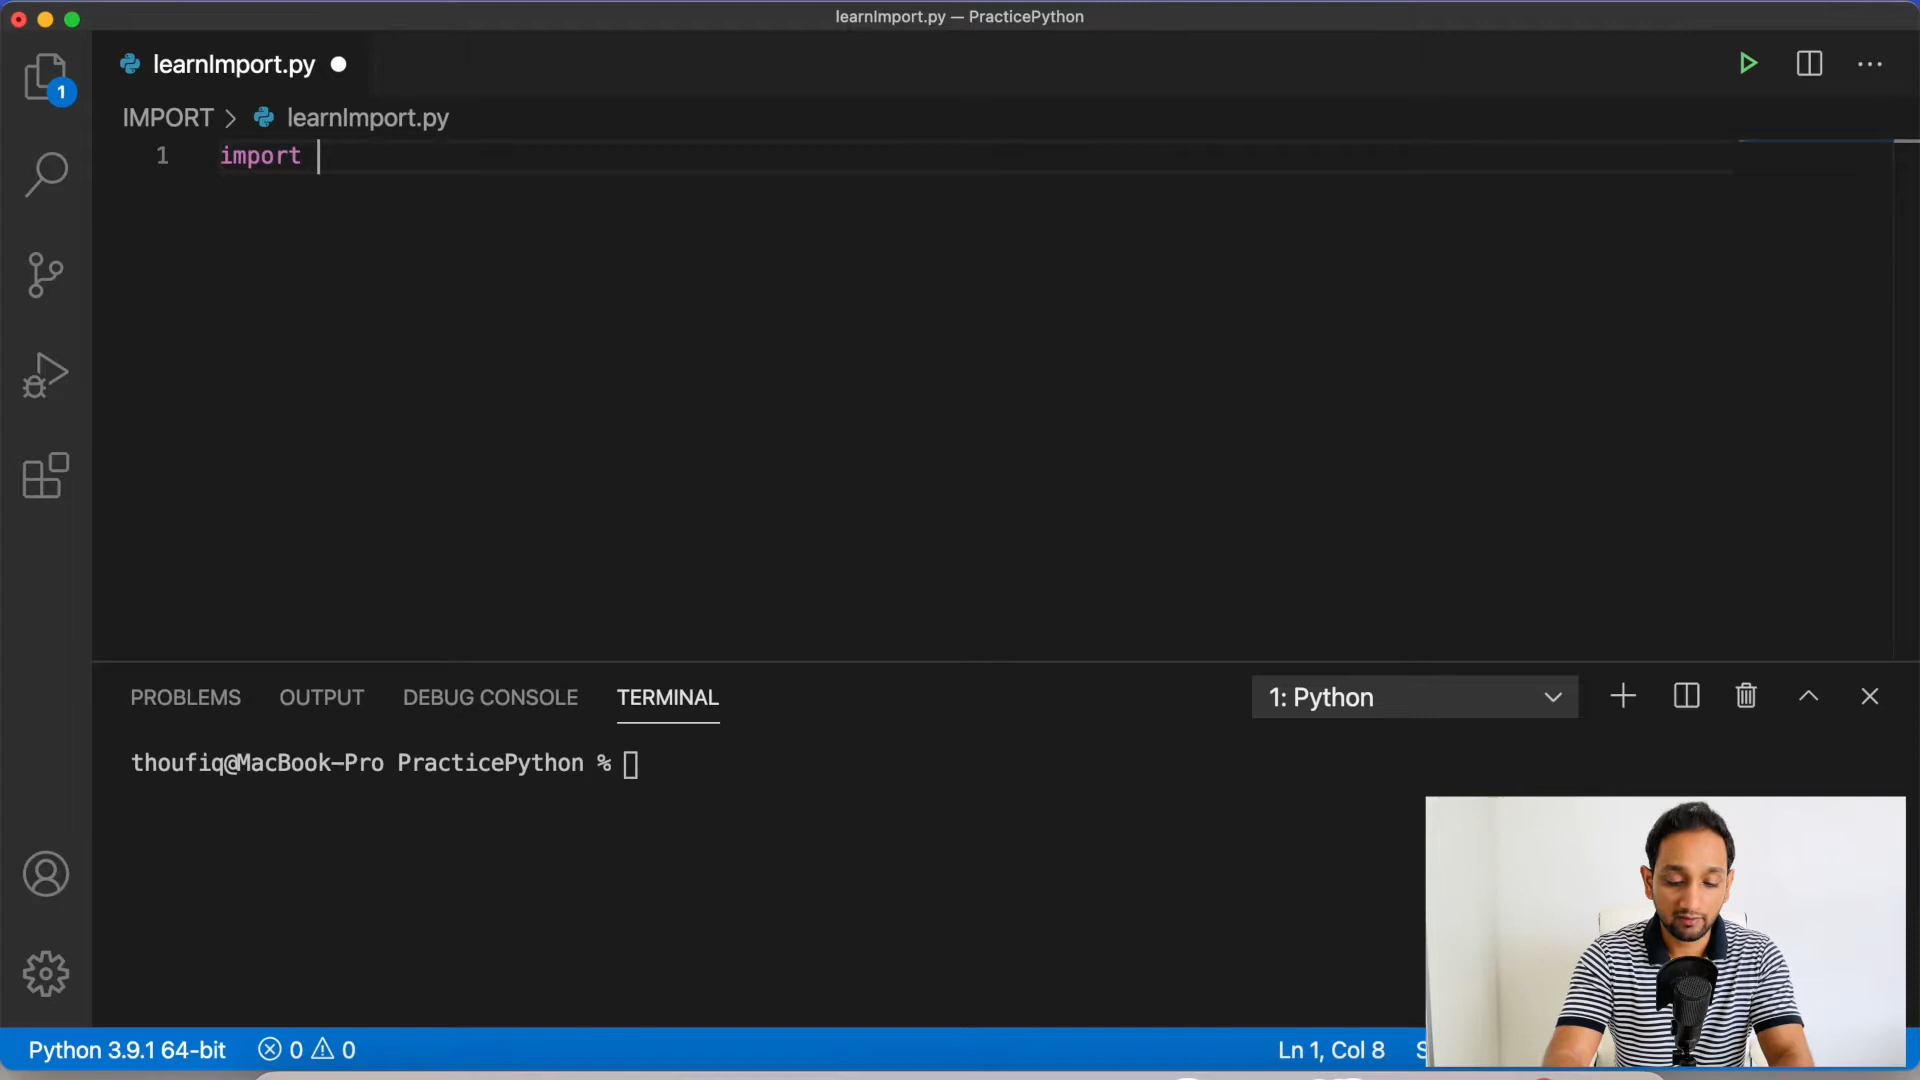 learnImport.py — PracticePython
learnImport.py
1
IMPORT > learnImport.py
1 import
PROBLEMS OUTPUT DEBUG CONSOLE TERMINAL 1: Python
thoufiq@MacBook-Pro PracticePython %
Python 3.9.1 64-bit 0 0 Ln 1, Col 8